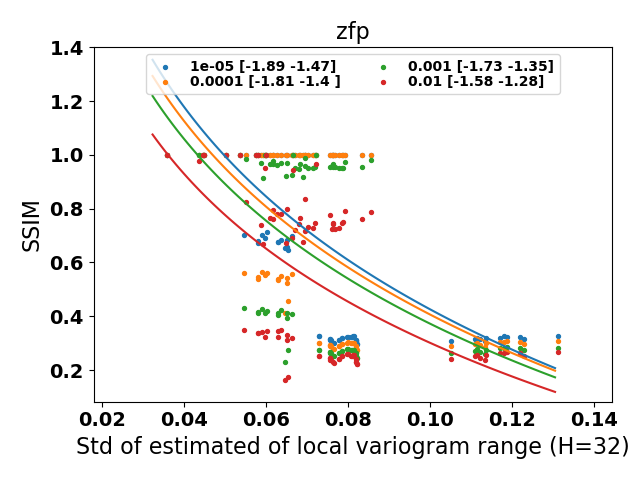 zfp
1e-05 [-1.89 -1.47]
0.0001 [-1.81 -1.4 ]
0.001 [-1.73 -1.35]
0.01 [-1.58 -1.28]
SSIM
1.4
1.2
1.0
0.8
0.6
0.4
0.2
0.02 0.04 0.06 0.08 0.10 0.12 0.14
Std of estimated of local variogram range (H=32)